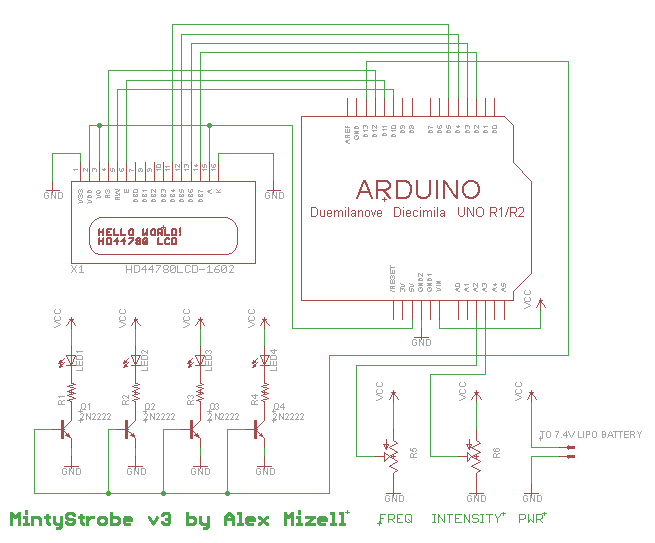 AREF
GND
D13
D12
D11
D10
D9
D8
D7
D6
D5
D4
D3
D2
D1
D0
1
2
3
4
5
6
7
8
9
10
11
12
13
14
15
16
GND
VSS
VDD
VO
RS
R/W
E
DB0
DB1
DB2
DB3
DB4
DB5
DB6
DB7
A
K
GND
ARDUINO
Duemilanove Diecimila UNO R1/R2
HELLO WORLD!
HD44780 LCD
X1
HD44780LCD-1602
/RESET
3V
5V
GND2
GND1
VIN
A0
A1
A2
A3
A4
A5
VCC
GND
VCC
VCC
VCC
VCC
LED1
LED2
LED3
LED4
R1
R2
R3
R4
Q1
Q2
Q3
Q4
2N2222
2N2222
2N2222
2N2222
GND
GND
GND
GND
VCC
VCC
VCC
TO 7.4V LIPO BATTERY
R5
R6
GND
GND
GND
MintyStrobe v3 by Alex Mizell
FREQ
INTENSITY
PWR